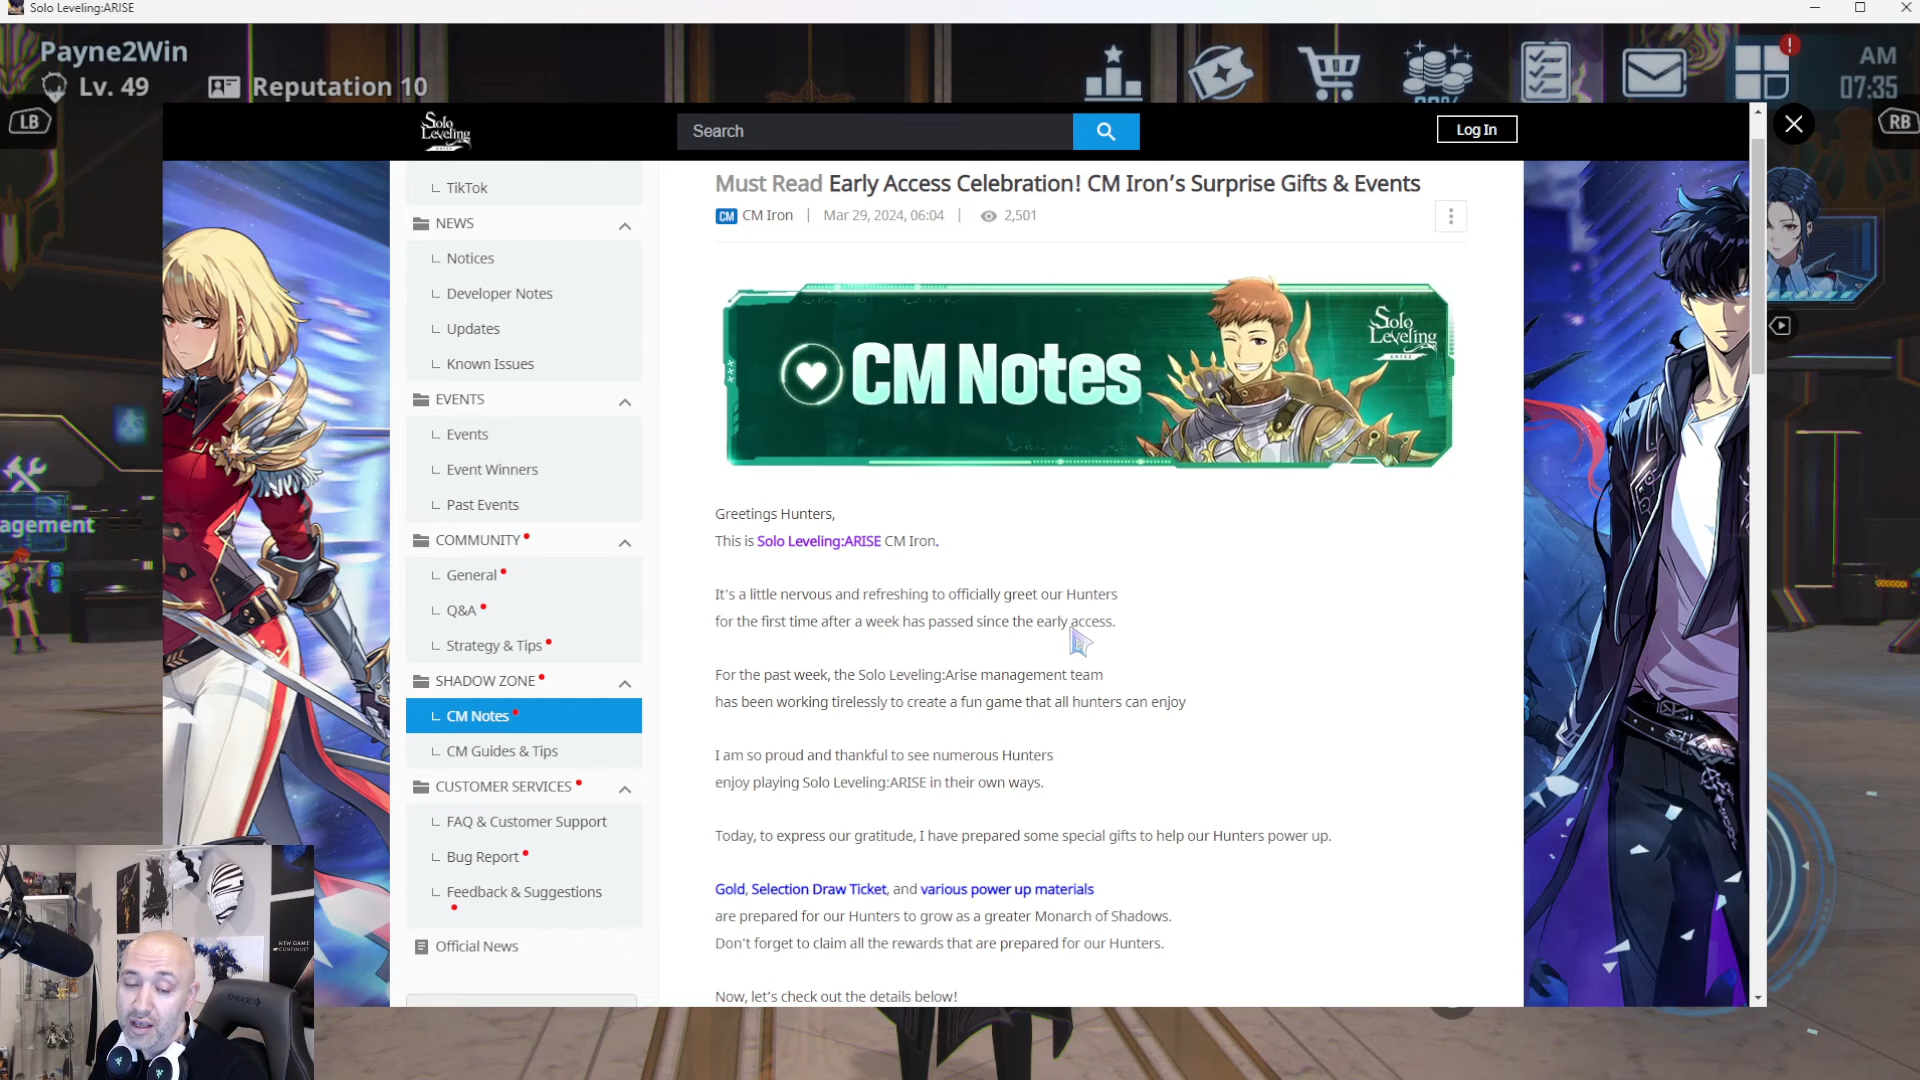 Solo Leveling:ARISE
Payne2Win
Lv. 49
Reputation 10
AM
07:35
LB
RB
Solo
Leveling
ARISE
Search
Log In
TikTok
NEWS
Notices
Developer Notes
Updates
Known Issues
EVENTS
Events
Event Winners
Past Events
COMMUNITY
General
Q&A
Strategy & Tips
SHADOW ZONE
CM Notes
CM Guides & Tips
CUSTOMER SERVICES
FAQ & Customer Support
Bug Report
Feedback & Suggestions
Official News
Must Read Early Access Celebration! CM Iron's Surprise Gifts & Events
CM CM Iron | Mar 29, 2024, 06:04 | 2,501
CM Notes
Solo
Leveling
ARISE
Greetings Hunters,
This is Solo Leveling:ARISE CM Iron.
It's a little nervous and refreshing to officially greet our Hunters
for the first time after a week has passed since the early access.
For the past week, the Solo Leveling:Arise management team
has been working tirelessly to create a fun game that all hunters can enjoy
I am so proud and thankful to see numerous Hunters
enjoy playing Solo Leveling:ARISE in their own ways.
Today, to express our gratitude, I have prepared some special gifts to help our Hunters power up.
Gold, Selection Draw Ticket, and various power up materials
are prepared for our Hunters to grow as a greater Monarch of Shadows.
Don't forget to claim all the rewards that are prepared for our Hunters.
Now, let's check out the details below!
agement
NEW GAME
CONTINUE